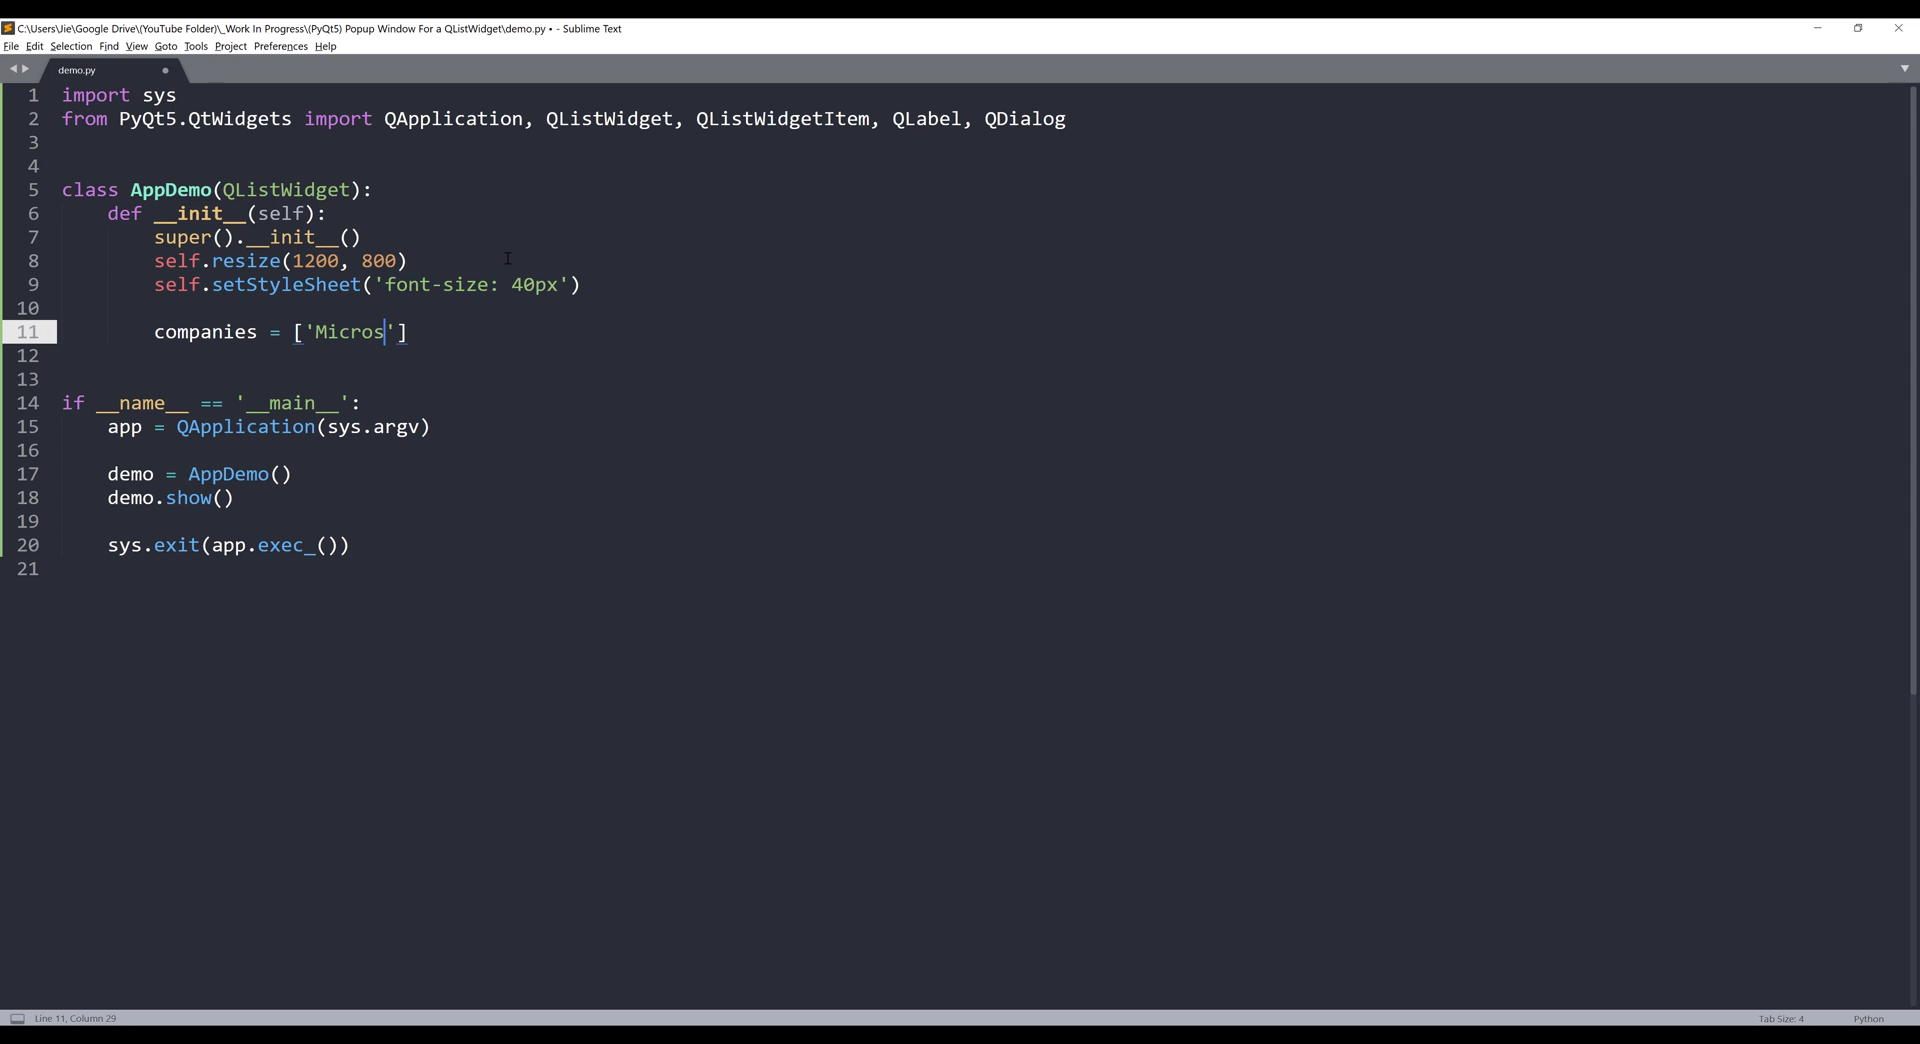 C:\Users\Jie\Google Drive\(YouTube Folder)\_Work In Progress\(PyQt5) Popup Window For a QListWidget\demo.py • - Sublime Text
File Edit Selection Find View Goto Tools Project Preferences Help
demo.py
1 import sys
2 from PyQt5.QtWidgets import QApplication, QListWidget, QListWidgetItem, QLabel, QDialog
3
4
5 class AppDemo(QListWidget):
6     def __init__(self):
7         super().__init__()
8         self.resize(1200, 800)
9         self.setStyleSheet('font-size: 40px')
10
11         companies = ['Micros']
12
13
14 if __name__ == '__main__':
15     app = QApplication(sys.argv)
16
17     demo = AppDemo()
18     demo.show()
19
20     sys.exit(app.exec_())
21
Line 11, Column 29 Tab Size: 4 Python